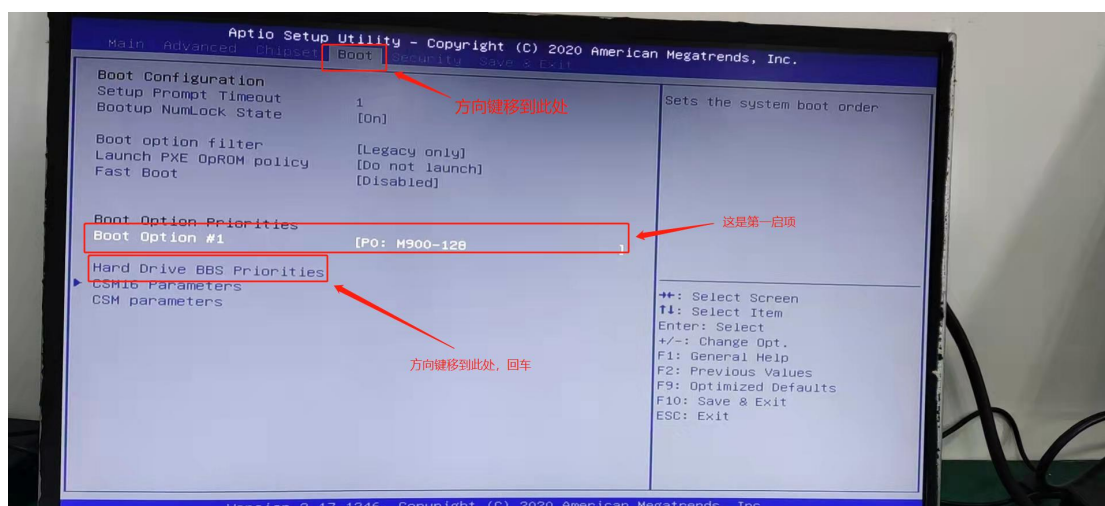 Aptio Setup Utility - Copyright (C) 2020 American Megatrends, Inc.
Main Advanced Chipset Boot Security Save & Exit
方向键移到此处
Boot Configuration
Setup Prompt Timeout 1
Bootup NumLock State [On]
Sets the system boot order
Boot option filter [Legacy only]
Launch PXE OpROM policy [Do not launch]
Fast Boot [Disabled]
Boot Option Priorities
这是第一启项
Boot Option #1 [P0: M900-128 ]
Hard Drive BBS Priorities
CSM16 Parameters
CSM parameters
方向键移到此处，回车
→←: Select Screen
↑↓: Select Item
Enter: Select
+/-: Change Opt.
F1: General Help
F2: Previous Values
F9: Optimized Defaults
F10: Save & Exit
ESC: Exit
Copyright (C) 2020 American Megatrends, Inc.